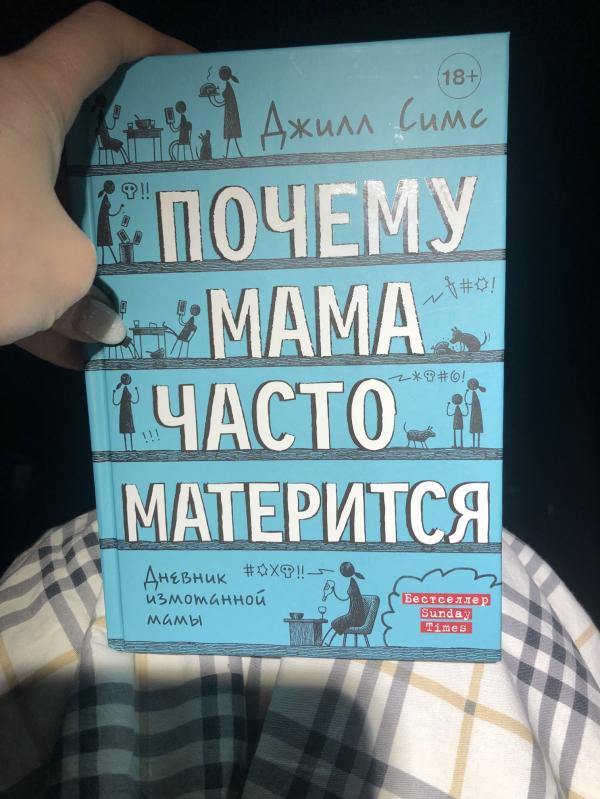 18+
Джилл Симс
ПОЧЕМУ
!!
МАМА
#☼!
ЧАСТО
*☠#@!
!!!
МАТЕРИТСЯ
Дневник
измотанной
мамы
#☼X☠!!
Бестселлер
Sunday
Times